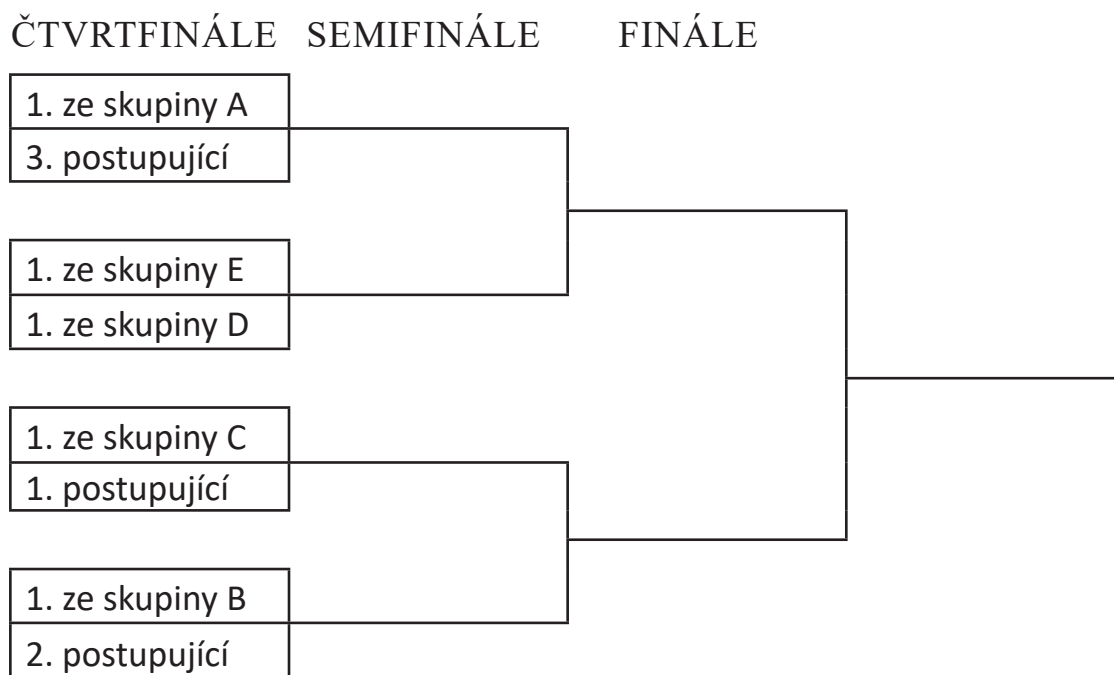 ČTVRTFINÁLE SEMIFINÁLE FINÁLE
1. ze skupiny A
3. postupující
1. ze skupiny E
1. ze skupiny D
1. ze skupiny C
1. postupující
1. ze skupiny B
2. postupující